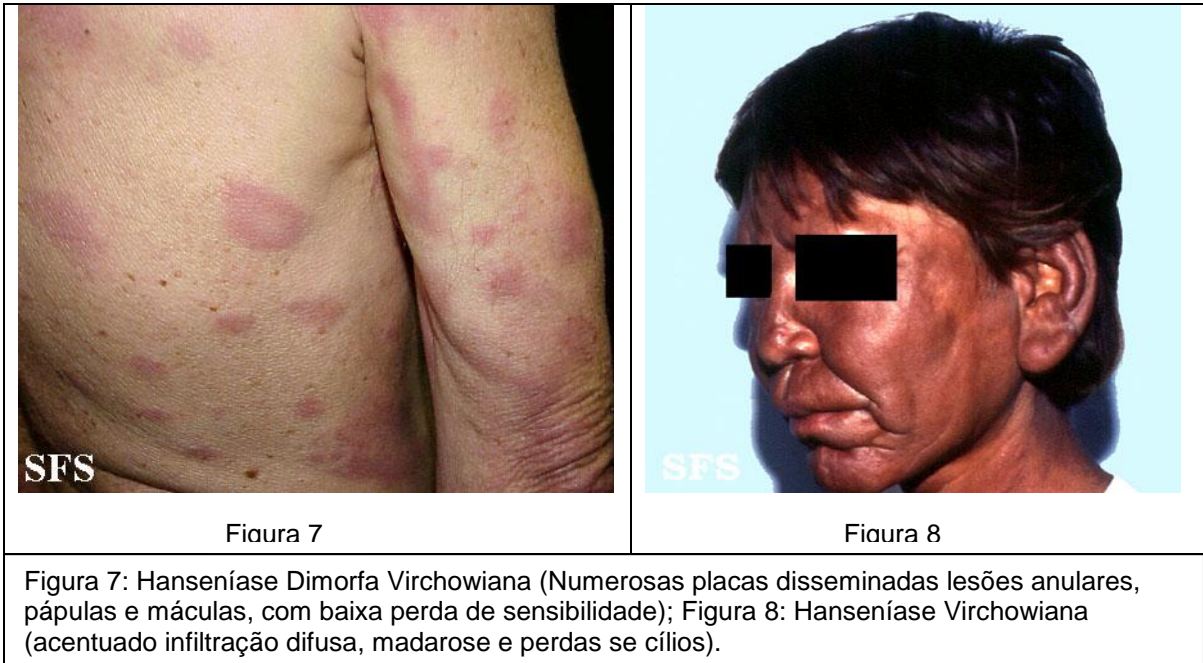 SFS
SFS
Figura 7
Figura 8
Figura 7: Hanseníase Dimorfa Virchowiana (Numerosas placas disseminadas lesões anulares,
pápulas e máculas, com baixa perda de sensibilidade); Figura 8: Hanseníase Virchowiana
(acentuado infiltração difusa, madarose e perdas se cílios).